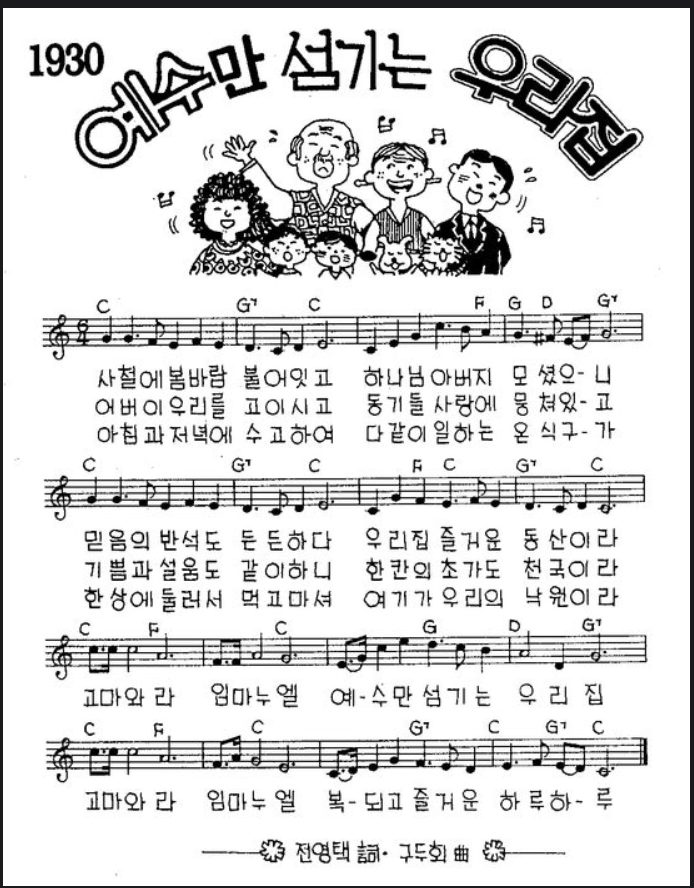 1930
예수만 섬기는 우리집
C G7 C F G D G7
6/4
사철에봄바람 불어잇고 하나님아버지 모셨으-니
어버이우리를 고이시고 동기들사랑에 뭉쳐있-고
아침과저녁에 수고하여 다같이일하는 온식구-가
C G7 C F C G7 C
믿음의반석도 든든하다 우리집즐거운 동산이라
기쁨과설움도 같이하니 한칸의초가도 천국이라
한상에둘러서 먹고마셔 여기가우리의 낙원이라
C F C G D G7
고마와라 임마누엘 예-수만섬기는 우리집
C F C G7 C G7 C
고마와라 임마누엘 복-되고즐거운 하루하-루
전영택 詞· 구두회 曲